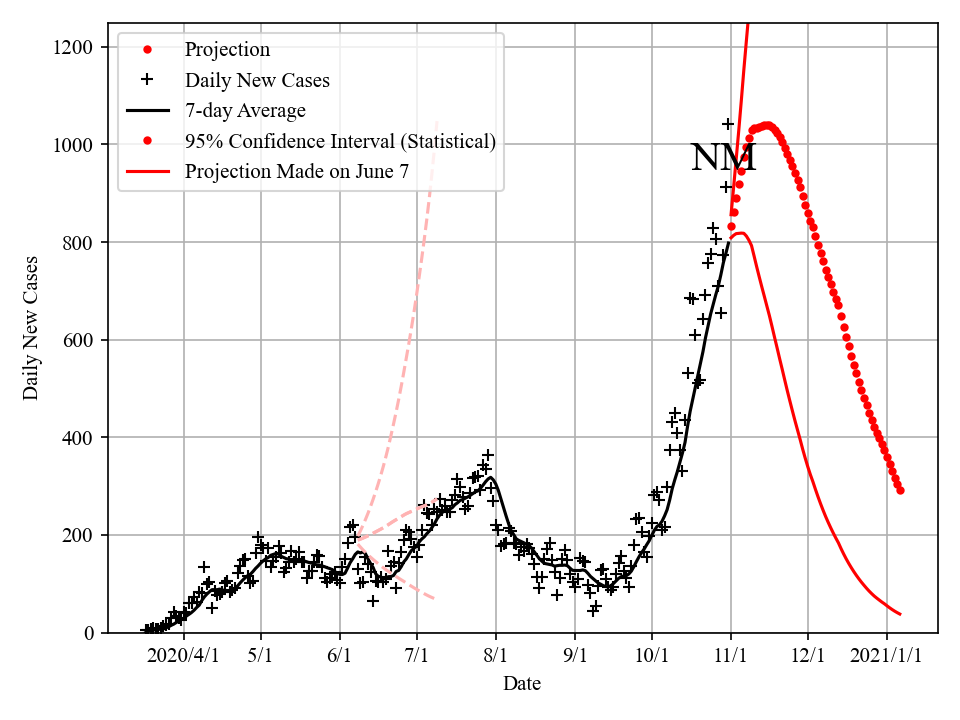 1200
1000
800
600
400
200
0
Daily New Cases
Projection
Daily New Cases
7-day Average
95% Confidence Interval (Statistical)
Projection Made on June 7
NM
2020/4/1 5/1 6/1 7/1 8/1 9/1 10/1 11/1 12/1 2021/1/1
Date